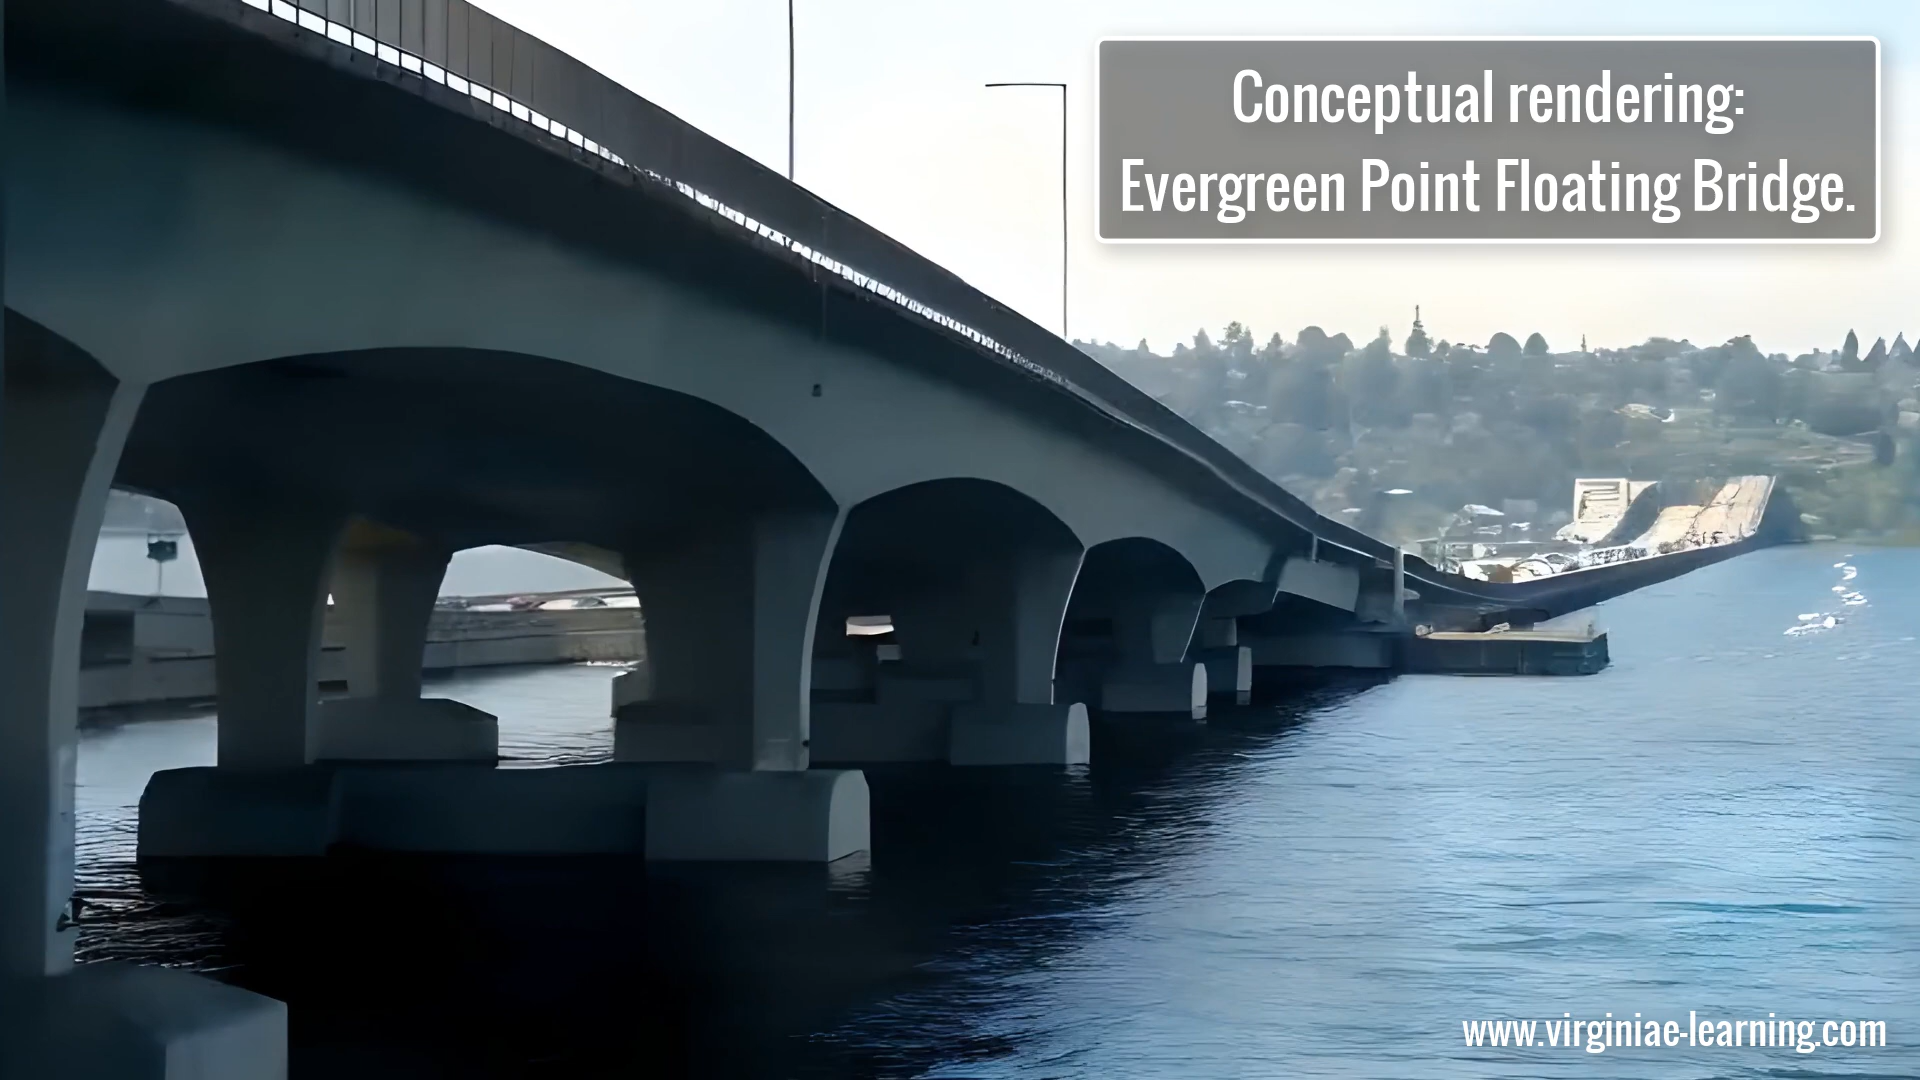 Conceptual rendering:
Evergreen Point Floating Bridge.
www.virginiae-learning.com